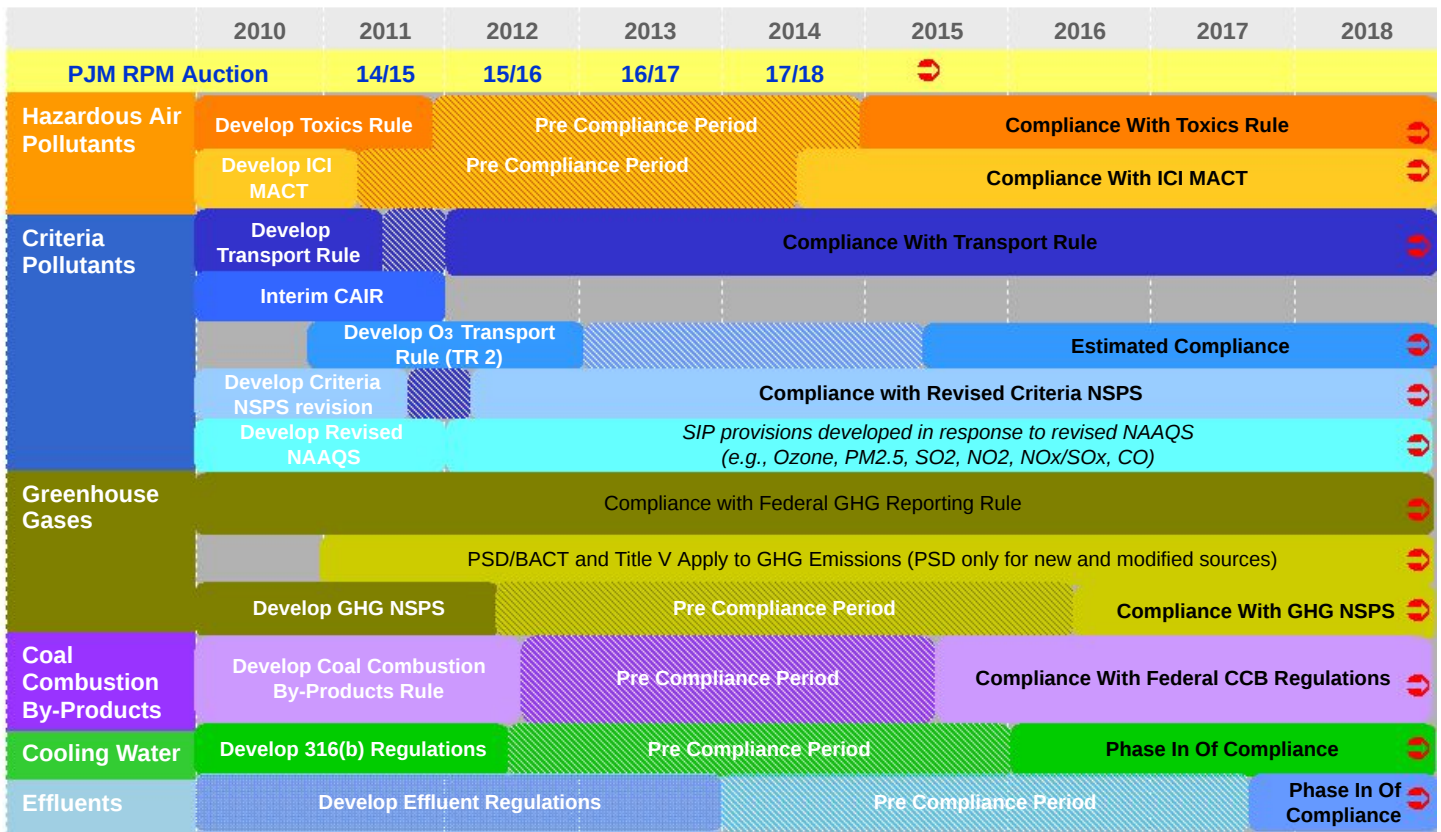 2010 2011 2012 2013 2014 2015 2016 2017 2018
PJM RPM Auction 14/15 15/16 16/17 17/18
Hazardous Air
Pollutants
Develop Toxics Rule Pre Compliance Period Compliance With Toxics Rule
Develop ICI
MACT
Pre Compliance Period
Compliance With ICI MACT
Criteria
Pollutants
Develop
Transport Rule
Compliance With Transport Rule
Interim CAIR
Develop O3 Transport
Rule (TR 2)
Estimated Compliance
Develop Criteria
NSPS revision
Compliance with Revised Criteria NSPS
Develop Revised
NAAQS
SIP provisions developed in response to revised NAAQS
(e.g., Ozone, PM2.5, SO2, NO2, NOx/SOx, CO)
Greenhouse
Gases
Compliance with Federal GHG Reporting Rule
PSD/BACT and Title V Apply to GHG Emissions (PSD only for new and modified sources)
Develop GHG NSPS Pre Compliance Period Compliance With GHG NSPS
Coal
Combustion
By-Products
Develop Coal Combustion
By-Products Rule
Pre Compliance Period
Compliance With Federal CCB Regulations
Cooling Water Develop 316(b) Regulations Pre Compliance Period Phase In Of Compliance
Effluents Develop Effluent Regulations Pre Compliance Period
Phase In Of
Compliance